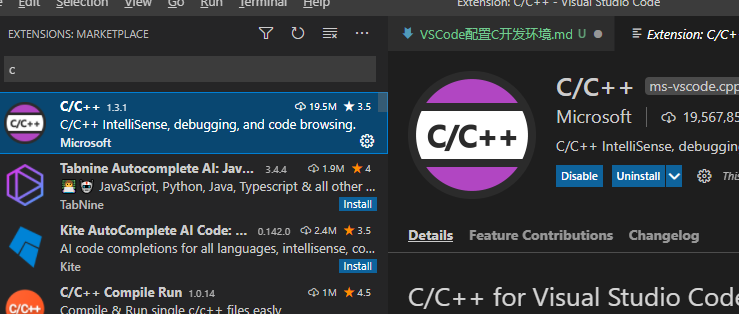 Edit Selection View Go Run Terminal Help
Extension: C/C++ - Visual Studio Code
EXTENSIONS: MARKETPLACE
VSCode配置C开发环境.md U
Extension: C/C+
c
C/C++ 1.3.1 19.5M 3.5
C/C++ IntelliSense, debugging, and code browsing.
Microsoft
Tabnine Autocomplete AI: Jav... 3.4.4 1.9M 4
JavaScript, Python, Java, Typescript & all other ...
TabNine Install
Kite AutoComplete AI Code: ... 0.142.0 2.4M 3.5
AI code completions for all languages, intellisense, co...
Kite Install
C/C++ Compile Run 1.0.14 1M 4.5
Compile & Run single c/c++ files easly
C/C++
C/C++ ms-vscode.cpp
Microsoft 19,567,85
C/C++ IntelliSense, debuggin
Disable Uninstall This
Details Feature Contributions Changelog
C/C++ for Visual Studio Code